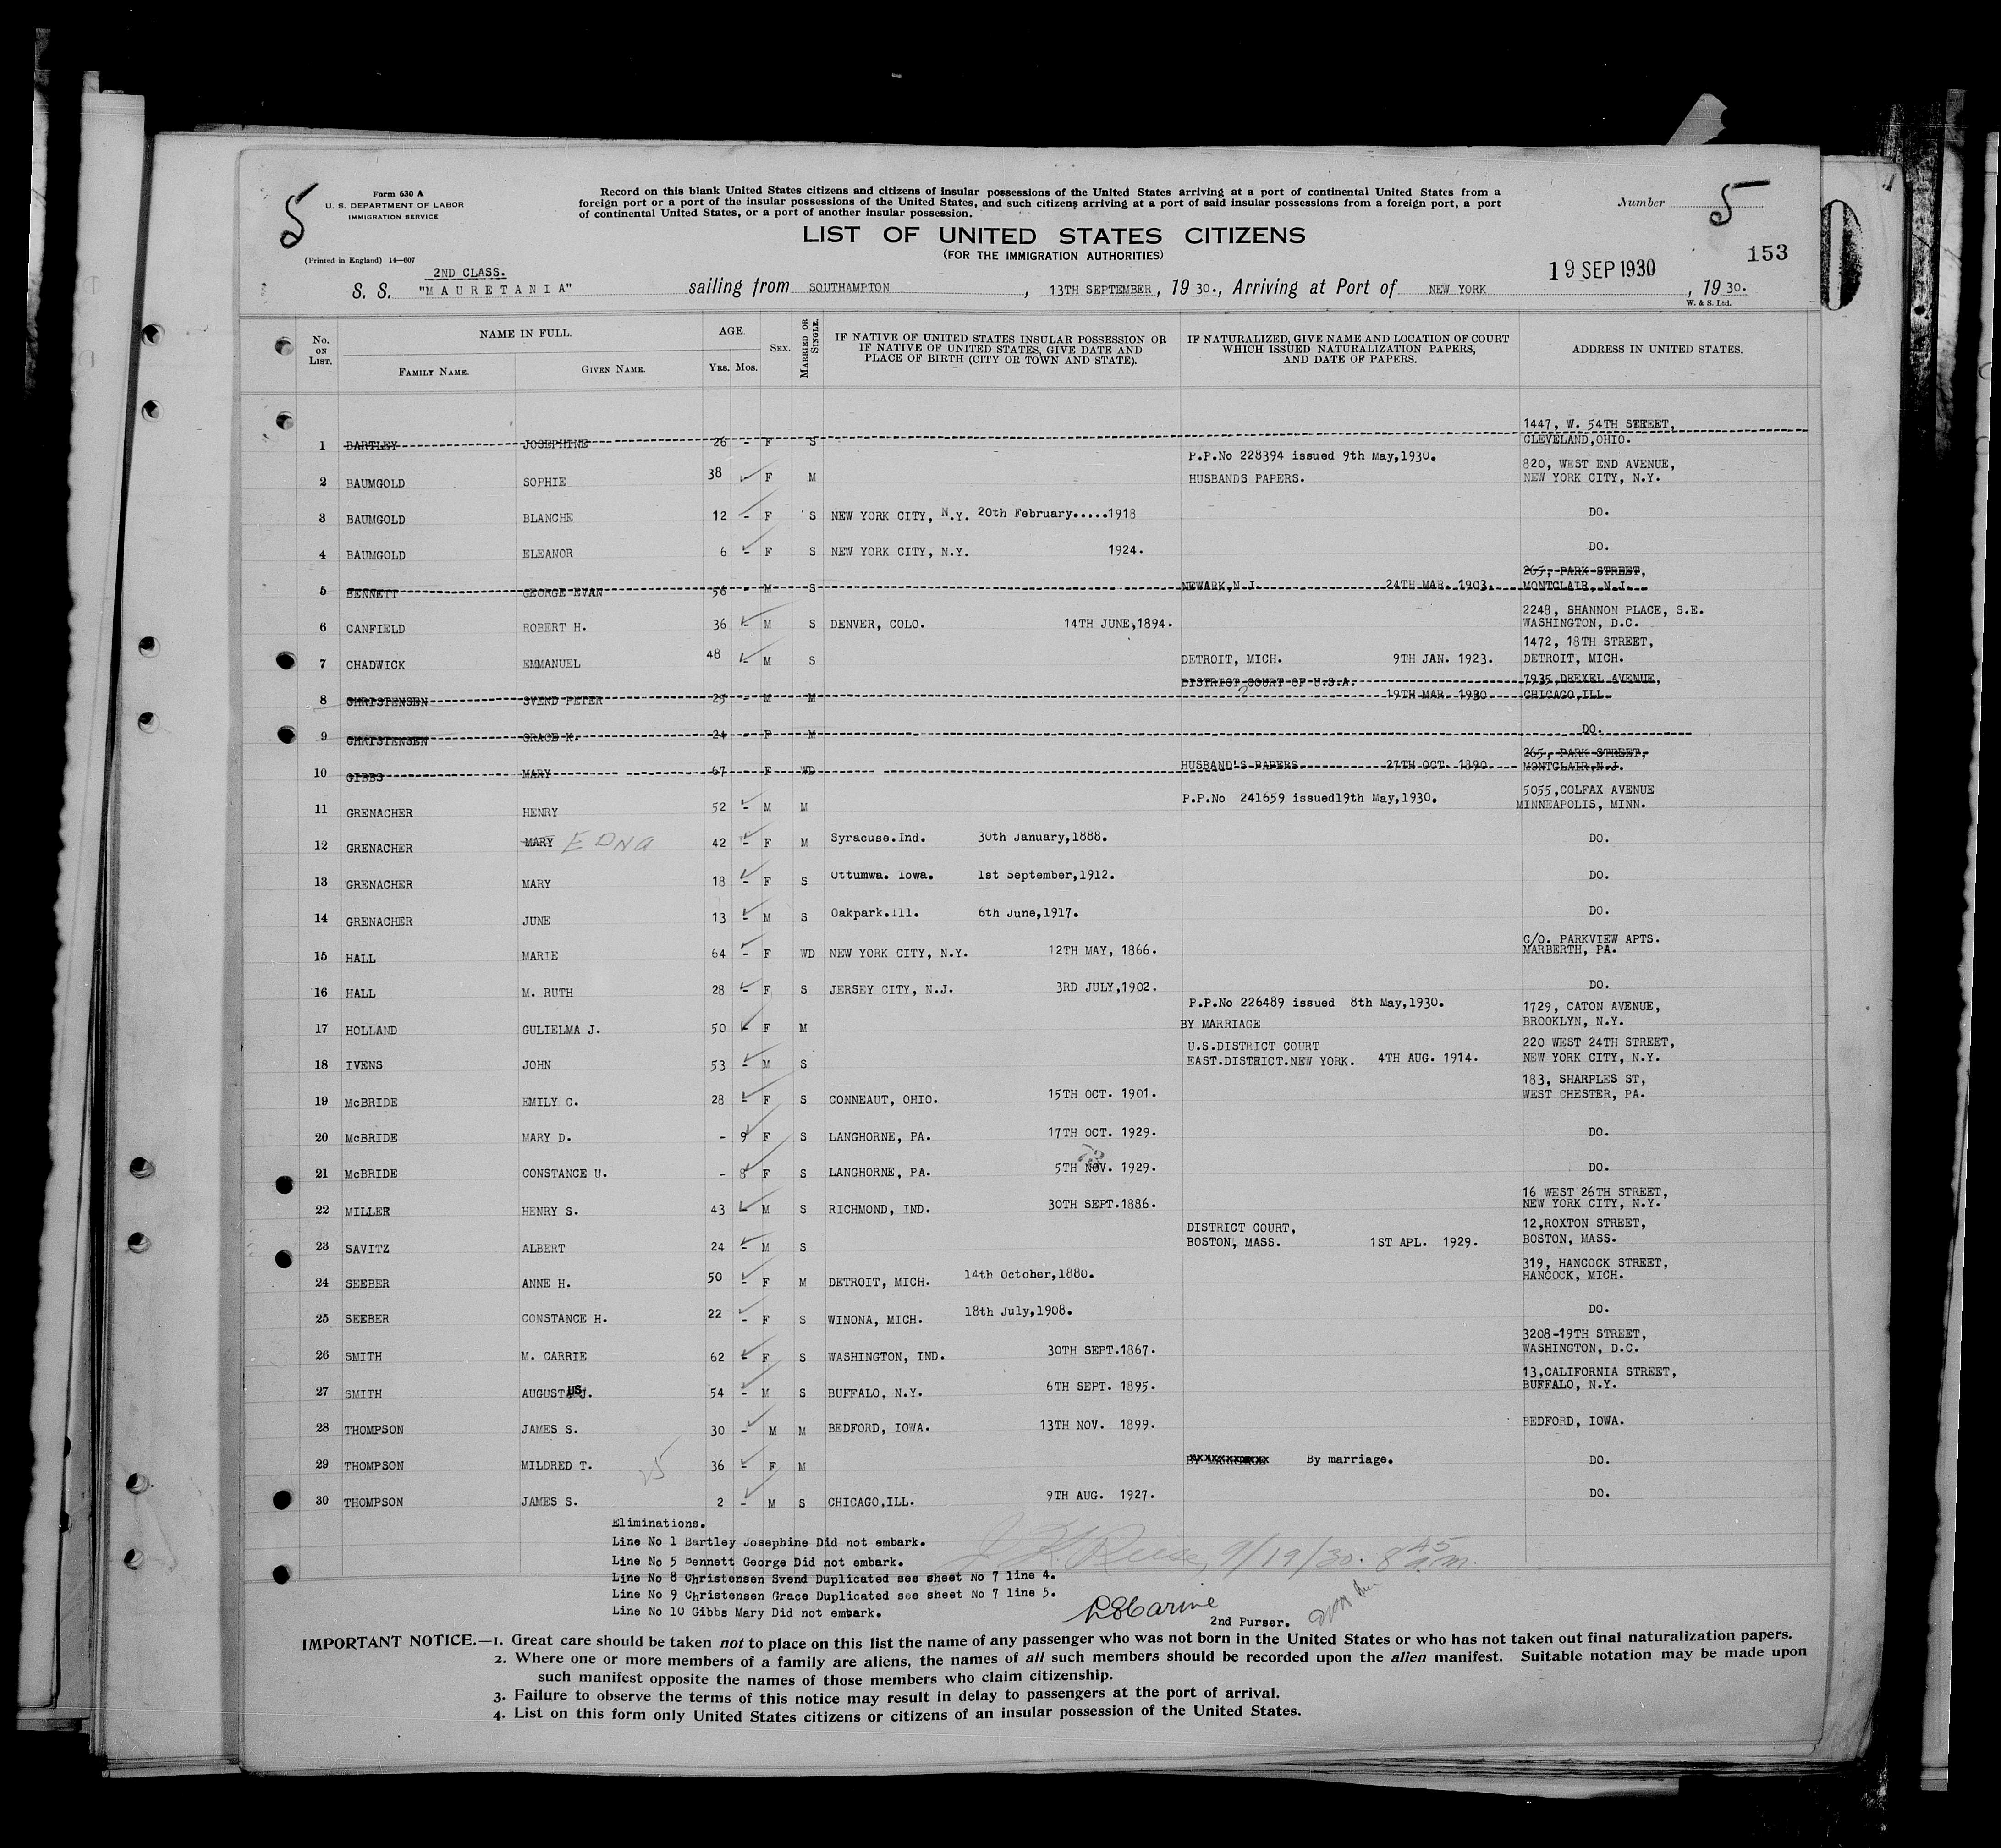 5
Form 630 A
U. S. DEPARTMENT OF LABOR
IMMIGRATION SERVICE
(Printed in England) 14—607
Record on this blank United States citizens and citizens of insular possessions of the United States arriving at a port of continental United States from a
foreign port or a port of the insular possessions of the United States, and such citizens arriving at a port of said insular possessions from a foreign port, a port
of continental United States, or a port of another insular possession.
Number 5
LIST OF UNITED STATES CITIZENS
(FOR THE IMMIGRATION AUTHORITIES)
153
19 SEP 1930
2ND CLASS.
S. S. "MAURETANIA" sailing from SOUTHAMPTON, 13TH SEPTEMBER, 19 30., Arriving at Port of NEW YORK, 19 30.
W. & S. Ltd.
No. ON LIST. NAME IN FULL. FAMILY NAME. GIVEN NAME. AGE. YRS. MOS. SEX. MARRIED OR SINGLE. IF NATIVE OF UNITED STATES INSULAR POSSESSION OR IF NATIVE OF UNITED STATES, GIVE DATE AND PLACE OF BIRTH (CITY OR TOWN AND STATE). IF NATURALIZED, GIVE NAME AND LOCATION OF COURT WHICH ISSUED NATURALIZATION PAPERS, AND DATE OF PAPERS. ADDRESS IN UNITED STATES.
1 BARTLEY JOSEPHINE 26 - F S 1447, W. 54TH STREET, CLEVELAND, OHIO.
2 BAUMGOLD SOPHIE 38 - F M P.P.No 228394 issued 9th May,1930. HUSBANDS PAPERS. 820, WEST END AVENUE, NEW YORK CITY, N.Y.
3 BAUMGOLD BLANCHE 12 - F S NEW YORK CITY, N.Y. 20th February.....1918 DO.
4 BAUMGOLD ELEANOR 6 - F S NEW YORK CITY, N.Y. 1924. DO.
5 BENNETT GEORGE EVAN 56 - M S NEWARK,N.J. 24TH MAR. 1903. 265, PARK STREET, MONTCLAIR, N.J.
6 CANFIELD ROBERT H. 36 - M S DENVER, COLO. 14TH JUNE,1894. 2248, SHANNON PLACE, S.E. WASHINGTON, D.C.
7 CHADWICK EMMANUEL 48 - M S DETROIT, MICH. 9TH JAN. 1923. 1472, 18TH STREET, DETROIT, MICH.
8 CHRISTENSEN SVEND PETER 25 - M M DISTRICT COURT OF U.S.A. 19TH MAR. 1930 7935,DREXEL AVENUE, CHICAGO,ILL.
9 CHRISTENSEN GRACE K. 24 - F M DO.
10 GIBBS MARY 67 - F WD HUSBAND'S PAPERS 27TH OCT. 1890 265, PARK STREET, MONTCLAIR,N.J.
11 GRENACHER HENRY 52 - M M P.P.No 241659 issued19th May,1930. 5055,COLFAX AVENUE MINNEAPOLIS, MINN.
12 GRENACHER MARY EDNA 42 - F M Syracuse.Ind. 30th January,1888. DO.
13 GRENACHER MARY 18 - F S Ottumwa. Iowa. 1st September,1912. DO.
14 GRENACHER JUNE 13 - M S Oakpark.Ill. 6th June,1917. DO.
15 HALL MARIE 64 - F WD NEW YORK CITY, N.Y. 12TH MAY, 1866. C/O. PARKVIEW APTS. MARBERTH, PA.
16 HALL M. RUTH 28 - F S JERSEY CITY, N.J. 3RD JULY,1902. DO.
17 HOLLAND GULIELMA J. 50 - F M P.P.No 226489 issued 8th May,1930. BY MARRIAGE 1729, CATON AVENUE, BROOKLYN, N.Y.
18 IVENS JOHN 53 - M S U.S.DISTRICT COURT EAST.DISTRICT.NEW YORK. 4TH AUG. 1914. 220 WEST 24TH STREET, NEW YORK CITY, N.Y.
19 McBRIDE EMILY C. 28 - F S CONNEAUT, OHIO. 15TH OCT. 1901. 183, SHARPLES ST, WEST CHESTER, PA.
20 McBRIDE MARY D. - 9 F S LANGHORNE, PA. 17TH OCT. 1929. DO.
21 McBRIDE CONSTANCE U. - 8 F S LANGHORNE, PA. 5TH NOV. 1929. DO.
22 MILLER HENRY S. 43 - M S RICHMOND, IND. 30TH SEPT.1886. 16 WEST 26TH STREET, NEW YORK CITY, N.Y.
23 SAVITZ ALBERT 24 - M S DISTRICT COURT, BOSTON, MASS. 1ST APL. 1929. 12,ROXTON STREET, BOSTON, MASS.
24 SEEBER ANNE H. 50 - F M DETROIT, MICH. 14th October,1880. 319, HANCOCK STREET, HANCOCK, MICH.
25 SEEBER CONSTANCE H. 22 - F S WINONA, MICH. 18th July,1908. DO.
26 SMITH M. CARRIE 62 - F S WASHINGTON, IND. 30TH SEPT.1867. 3208-19TH STREET, WASHINGTON, D.C.
27 SMITH AUGUSTUS J. 54 - M S BUFFALO, N.Y. 6TH SEPT. 1895. 13,CALIFORNIA STREET, BUFFALO, N.Y.
28 THOMPSON JAMES S. 30 - M M BEDFORD, IOWA. 13TH NOV. 1899. BEDFORD, IOWA.
29 THOMPSON MILDRED T. 36 - F M BY MARRIAGE By marriage. DO.
25
30 THOMPSON JAMES S. 2 - M S CHICAGO,ILL. 9TH AUG. 1927. DO.
Eliminations.
Line No 1 Bartley Josephine Did not embark.
Line No 5 Bennett George Did not embark.
Line No 8 Christensen Svend Duplicated see sheet No 7 line 4.
Line No 9 Christensen Grace Duplicated see sheet No 7 line 5.
Line No 10 Gibbs Mary Did not embark.
9/19/30. 8 45 a.m.
2nd Purser.
IMPORTANT NOTICE.—1. Great care should be taken not to place on this list the name of any passenger who was not born in the United States or who has not taken out final naturalization papers.
2. Where one or more members of a family are aliens, the names of all such members should be recorded upon the alien manifest. Suitable notation may be made upon
such manifest opposite the names of those members who claim citizenship.
3. Failure to observe the terms of this notice may result in delay to passengers at the port of arrival.
4. List on this form only United States citizens or citizens of an insular possession of the United States.